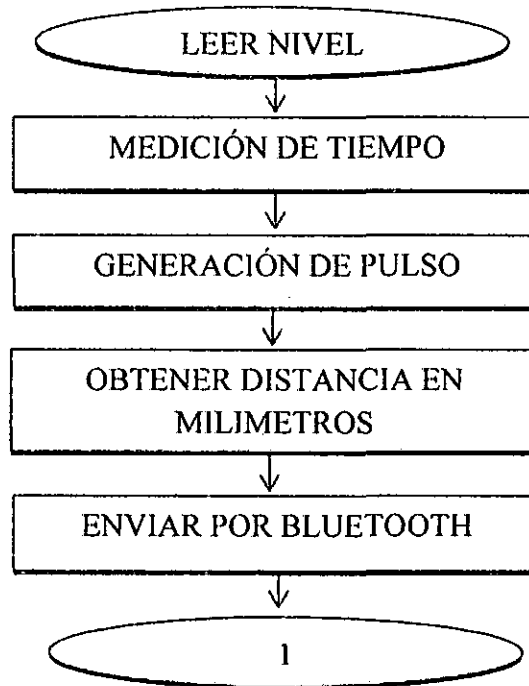 LEER NIVEL
MEDICIÓN DE TIEMPO
GENERACIÓN DE PULSO
OBTENER DISTANCIA EN
MILIMETROS
ENVIAR POR BLUETOOTH
1